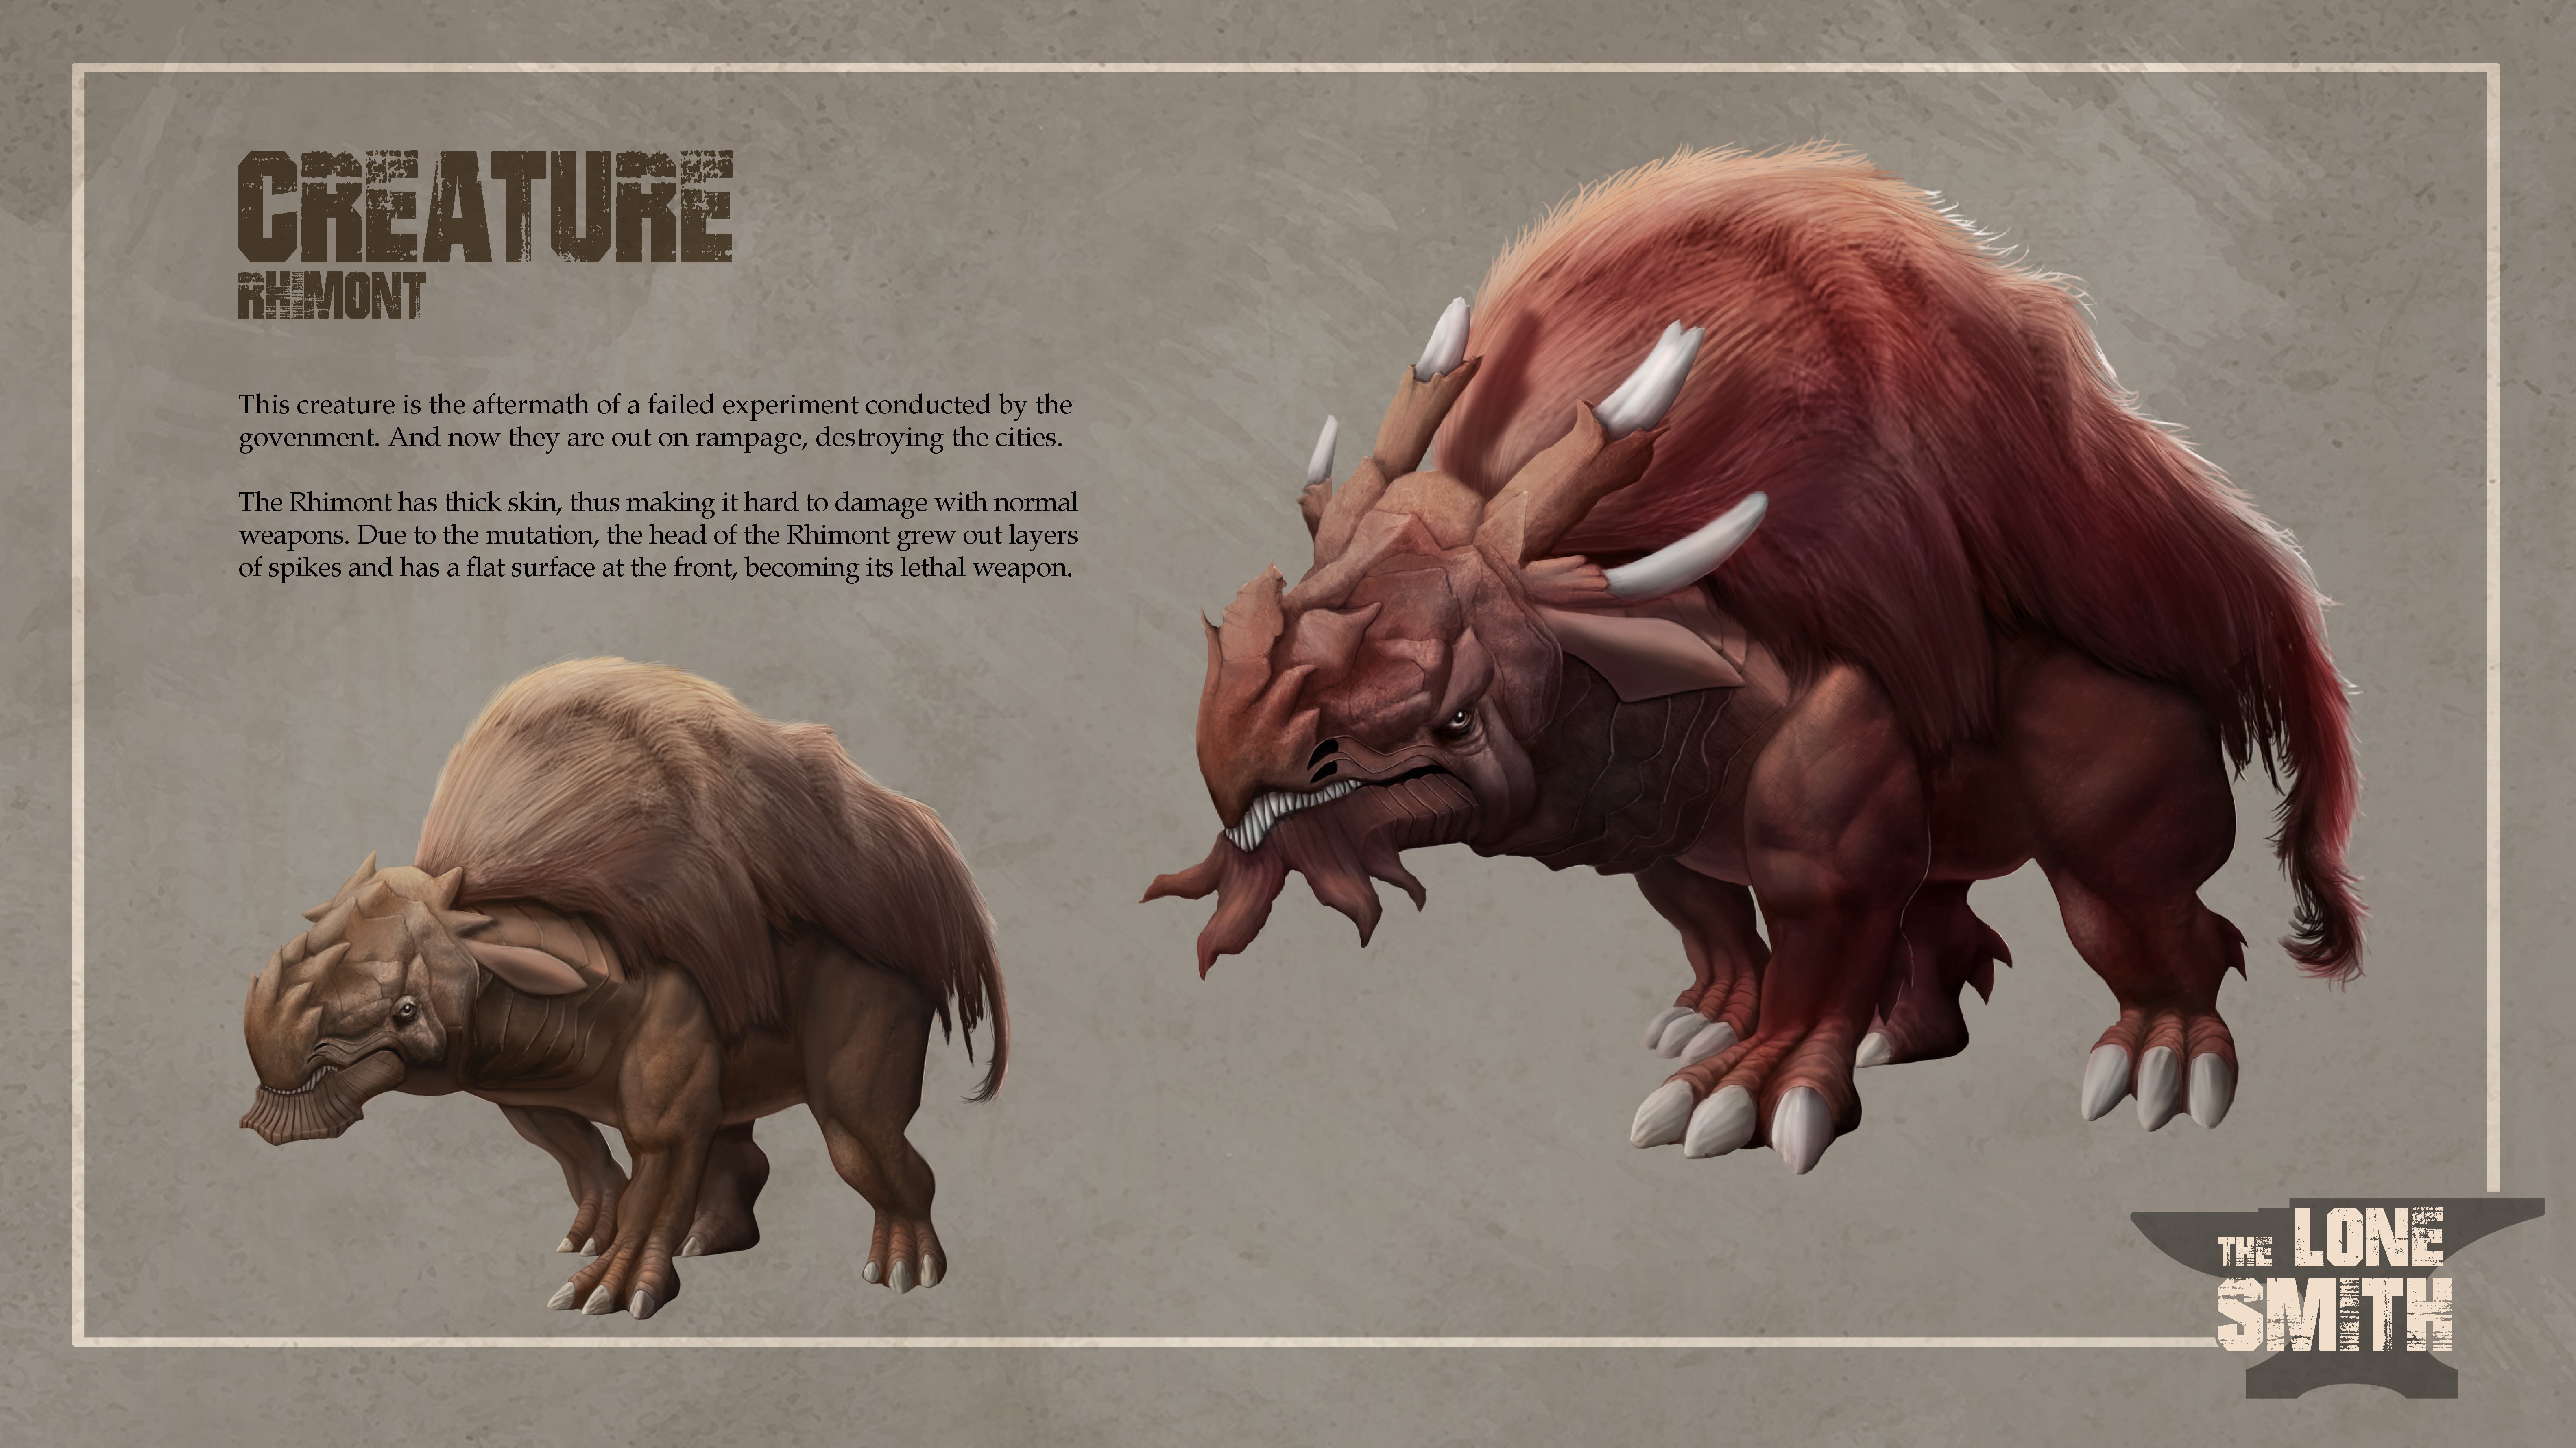 CREATURE
RHIMONT
This creature is the aftermath of a failed experiment conducted by the
govenment. And now they are out on rampage, destroying the cities.
The Rhimont has thick skin, thus making it hard to damage with normal
weapons. Due to the mutation, the head of the Rhimont grew out layers
of spikes and has a flat surface at the front, becoming its lethal weapon.
THE LONE
SMITH